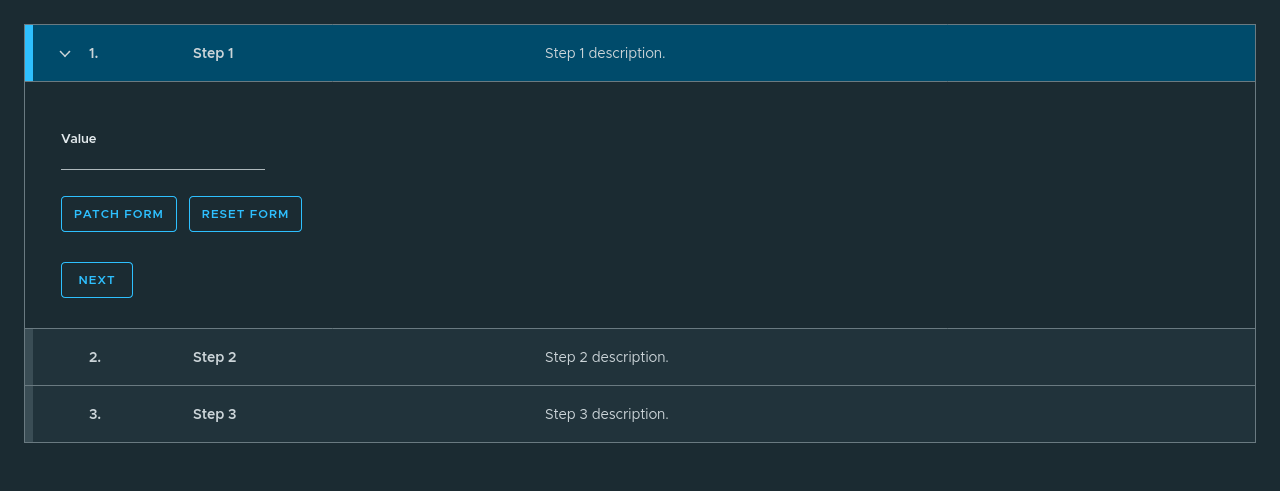 1. Step 1 Step 1 description.
Value
PATCH FORM RESET FORM
NEXT
2. Step 2 Step 2 description.
3. Step 3 Step 3 description.